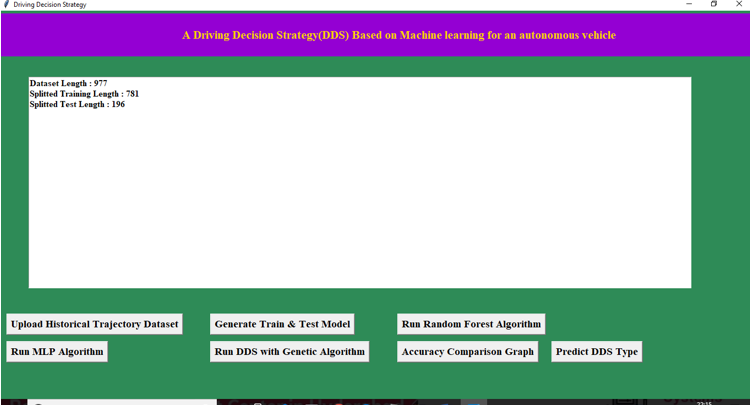 Driving Decision Strategy
A Driving Decision Strategy(DDS) Based on Machine learning for an autonomous vehicle
Dataset Length : 977
Splitted Training Length : 781
Splitted Test Length : 196
Upload Historical Trajectory Dataset
Generate Train & Test Model
Run Random Forest Algorithm
Run MLP Algorithm
Run DDS with Genetic Algorithm
Accuracy Comparison Graph
Predict DDS Type
22:15